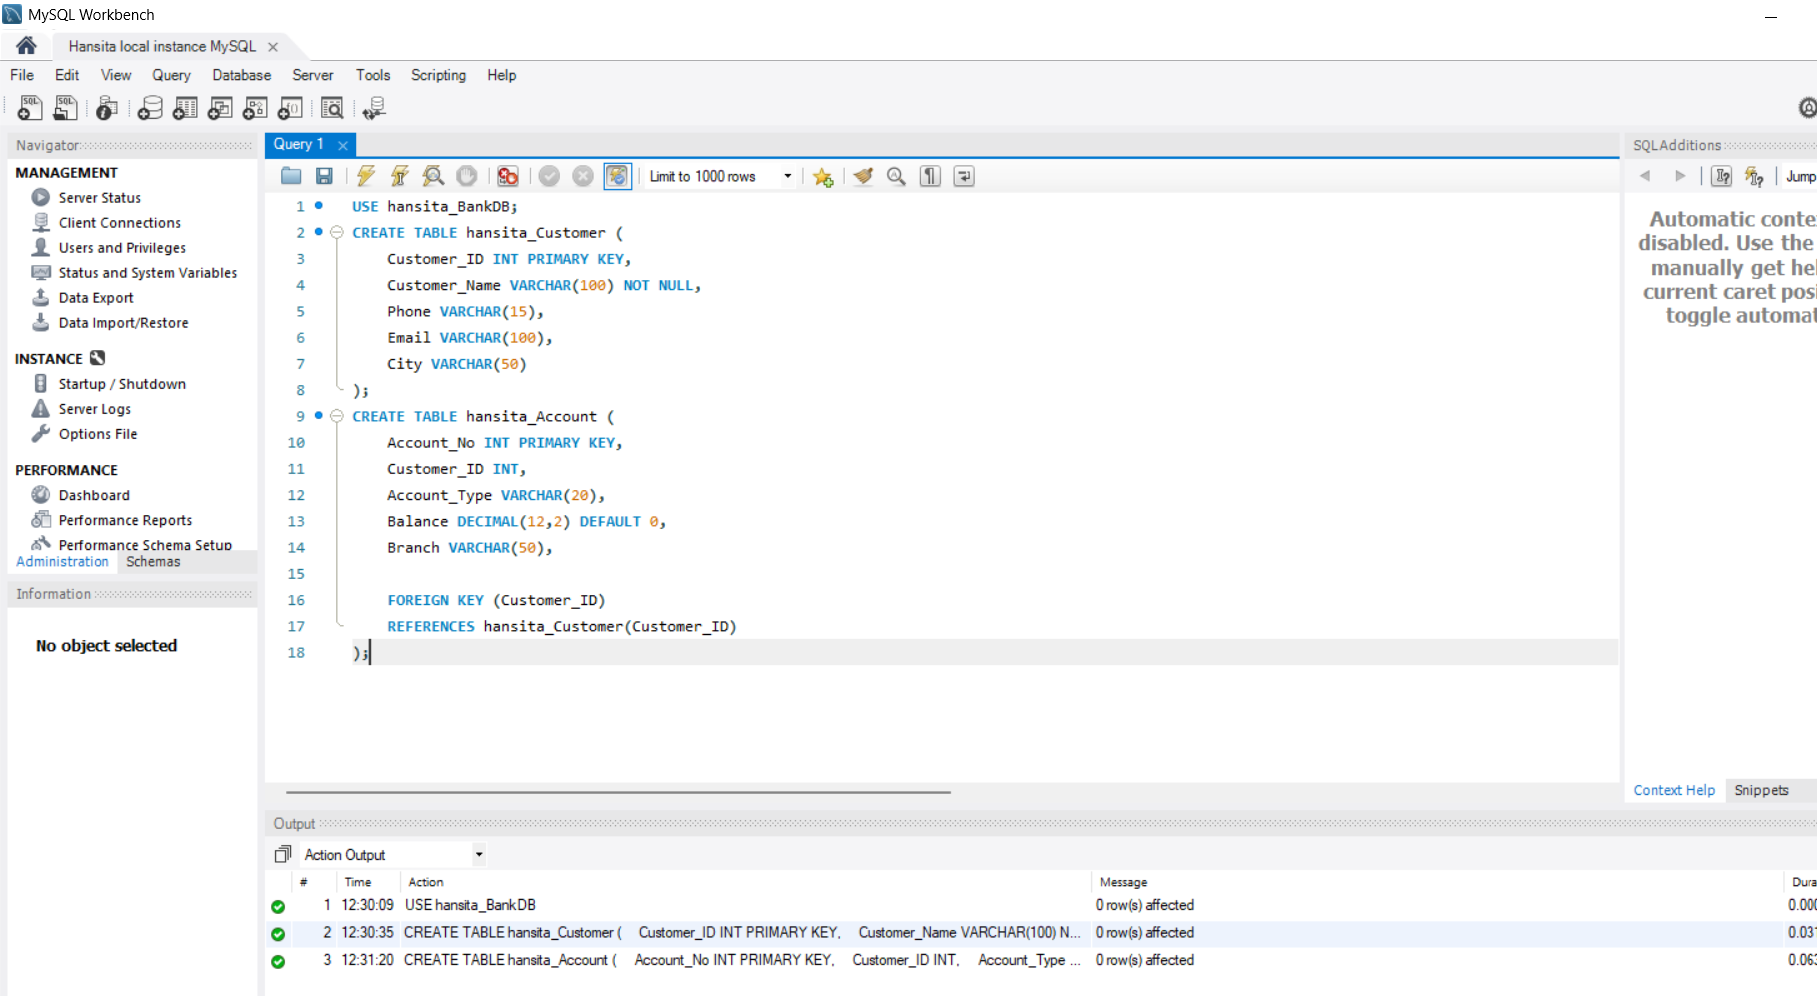 MySQL Workbench
Hansita local instance MySQL
File Edit View Query Database Server Tools Scripting Help
Navigator
MANAGEMENT
Server Status
Client Connections
Users and Privileges
Status and System Variables
Data Export
Data Import/Restore
INSTANCE
Startup / Shutdown
Server Logs
Options File
PERFORMANCE
Dashboard
Performance Reports
Performance Schema Setup
Administration Schemas
Information
No object selected
Query 1
Limit to 1000 rows
1 USE hansita_BankDB;
2 CREATE TABLE hansita_Customer (
3 Customer_ID INT PRIMARY KEY,
4 Customer_Name VARCHAR(100) NOT NULL,
5 Phone VARCHAR(15),
6 Email VARCHAR(100),
7 City VARCHAR(50)
8 );
9 CREATE TABLE hansita_Account (
10 Account_No INT PRIMARY KEY,
11 Customer_ID INT,
12 Account_Type VARCHAR(20),
13 Balance DECIMAL(12,2) DEFAULT 0,
14 Branch VARCHAR(50),
15
16 FOREIGN KEY (Customer_ID)
17 REFERENCES hansita_Customer(Customer_ID)
18 );
SQLAdditions
Jump
Automatic conte
disabled. Use the
manually get he
current caret posi
toggle automat
Context Help Snippets
Output
Action Output
# Time Action Message Dura
1 12:30:09 USE hansita_BankDB 0 row(s) affected 0.000
2 12:30:35 CREATE TABLE hansita_Customer ( Customer_ID INT PRIMARY KEY, Customer_Name VARCHAR(100) N... 0 row(s) affected 0.031
3 12:31:20 CREATE TABLE hansita_Account ( Account_No INT PRIMARY KEY, Customer_ID INT, Account_Type ... 0 row(s) affected 0.063